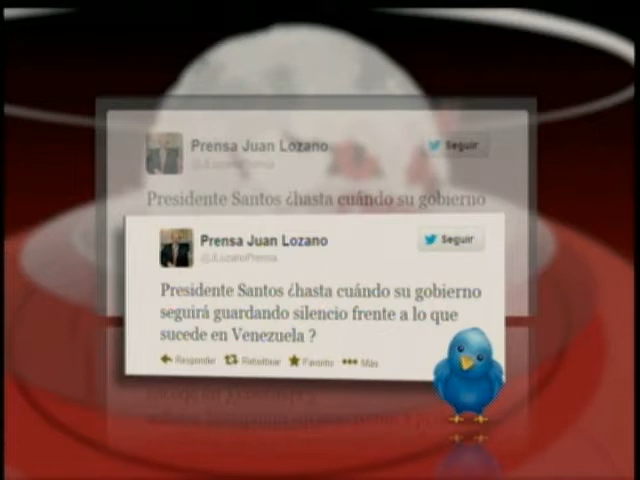 Prensa Juan Lozano
Seguir
Presidente Santos ¿hasta cuándo su gobierno
Prensa Juan Lozano
Seguir
@JLozanoPrensa
Presidente Santos ¿hasta cuándo su gobierno
seguirá guardando silencio frente a lo que
sucede en Venezuela ?
Responder Retwittear Favorito Más